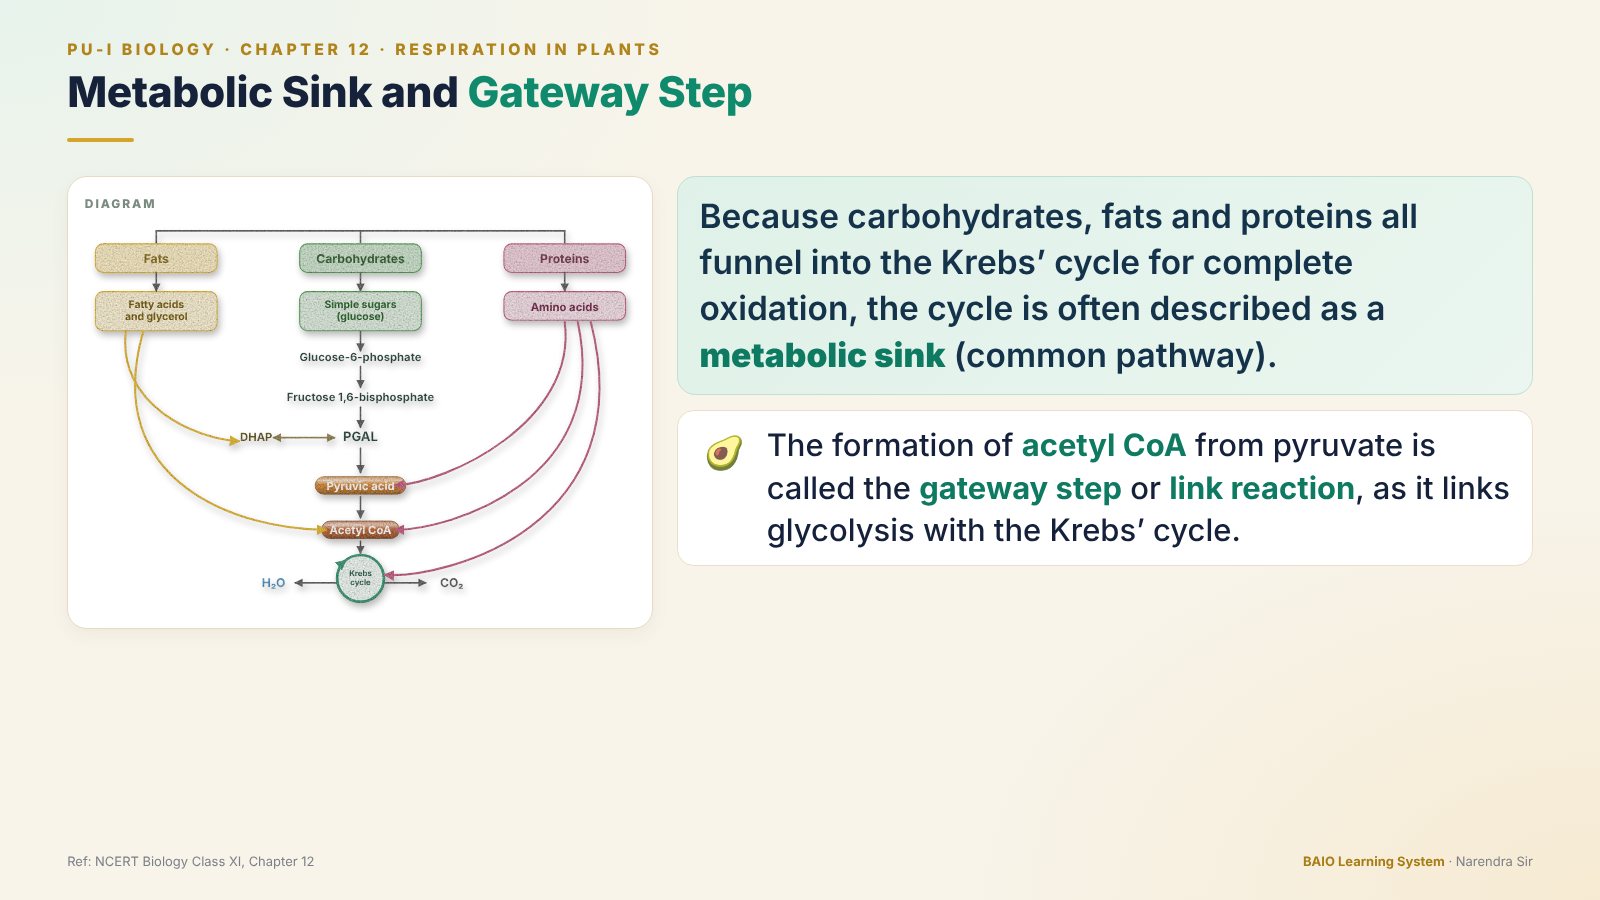 PU-I BIOLOGY · CHAPTER 12 · RESPIRATION IN PLANTS
Metabolic Sink and Gateway Step
DIAGRAM
Fats
Carbohydrates
Proteins
Fatty acids
and glycerol
Simple sugars
(glucose)
Amino acids
Glucose-6-phosphate
Fructose 1,6-bisphosphate
DHAP
PGAL
Pyruvic acid
Acetyl CoA
Krebs
cycle
H₂O
CO₂
Because carbohydrates, fats and proteins all
funnel into the Krebs’ cycle for complete
oxidation, the cycle is often described as a
metabolic sink (common pathway).
The formation of acetyl CoA from pyruvate is
called the gateway step or link reaction, as it links
glycolysis with the Krebs’ cycle.
Ref: NCERT Biology Class XI, Chapter 12
BAIO Learning System · Narendra Sir